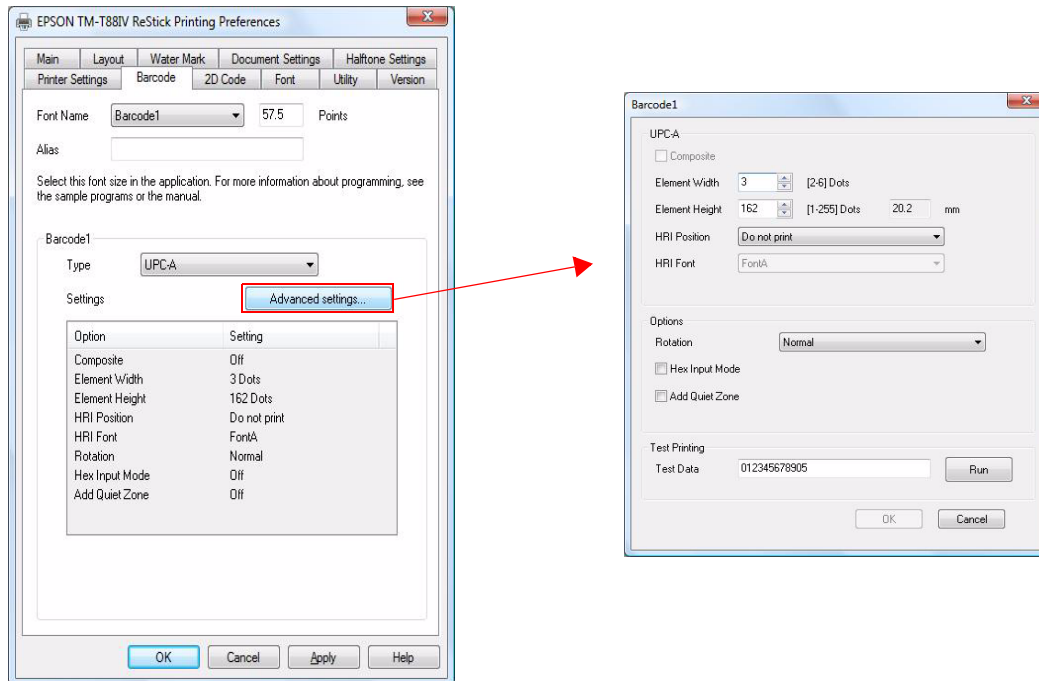 EPSON TM-T88IV ReStick Printing Preferences
Main Layout Water Mark Document Settings Halftone Settings
Printer Settings Barcode 2D Code Font Utility Version
Font Name Barcode1 57.5 Points
Alias
Select this font size in the application. For more information about programming, see
the sample programs or the manual.
Barcode1
Type UPC-A
Settings Advanced settings...
Option Setting
Composite Off
Element Width 3 Dots
Element Height 162 Dots
HRI Position Do not print
HRI Font FontA
Rotation Normal
Hex Input Mode Off
Add Quiet Zone Off
OK Cancel Apply Help
Barcode1
UPC-A
Composite
Element Width 3 [2-6] Dots
Element Height 162 [1-255] Dots 20.2 mm
HRI Position Do not print
HRI Font FontA
Options
Rotation Normal
Hex Input Mode
Add Quiet Zone
Test Printing
Test Data 012345678905 Run
OK Cancel